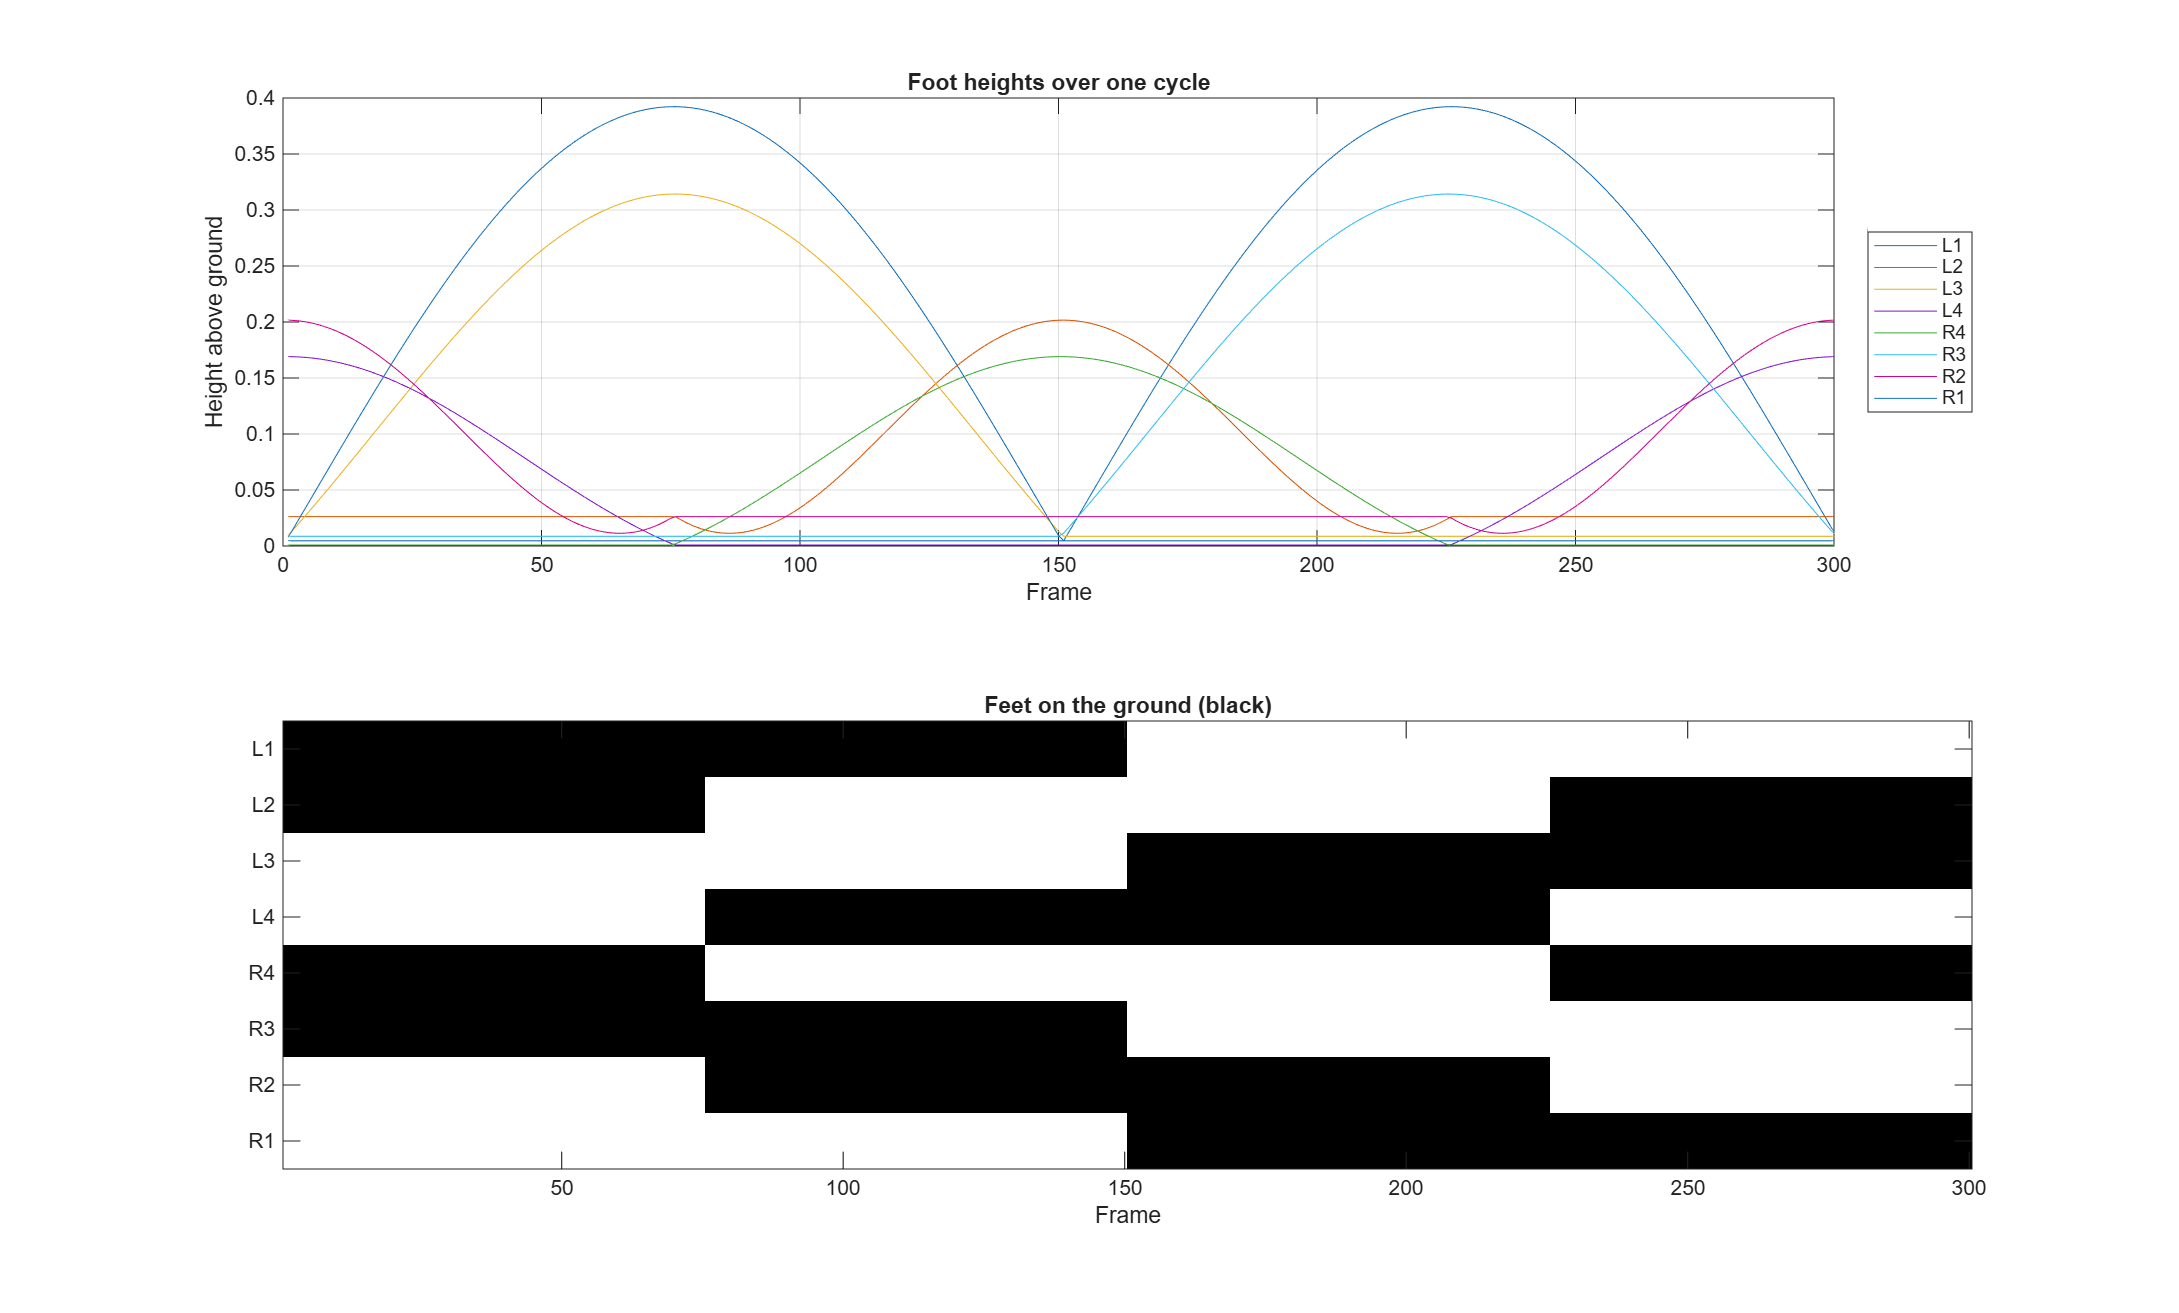 Foot heights over one cycle
Height above ground
0.4
0.35
0.3
0.25
0.2
0.15
0.1
0.05
0
0 50 100 150 200 250 300
Frame
L1
L2
L3
L4
R4
R3
R2
R1
Feet on the ground (black)
L1
L2
L3
L4
R4
R3
R2
R1
50 100 150 200 250 300
Frame